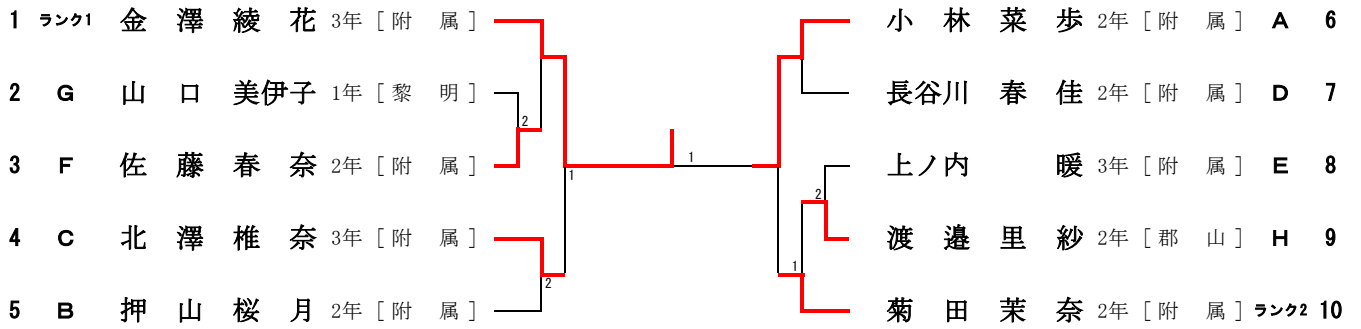 1 ランク1 金澤綾花 3年 [ 附 属 ]
2 G 山口美伊子 1年 [ 黎 明 ]
3 F 佐藤春奈 2年 [ 附 属 ]
4 C 北澤椎奈 3年 [ 附 属 ]
5 B 押山桜月 2年 [ 附 属 ]
2
1
2
1
2
1
小林菜歩 2年 [ 附 属 ] A 6
長谷川春佳 2年 [ 附 属 ] D 7
上ノ内暖 3年 [ 附 属 ] E 8
渡邉里紗 2年 [ 郡 山 ] H 9
菊田茉奈 2年 [ 附 属 ] ランク2 10